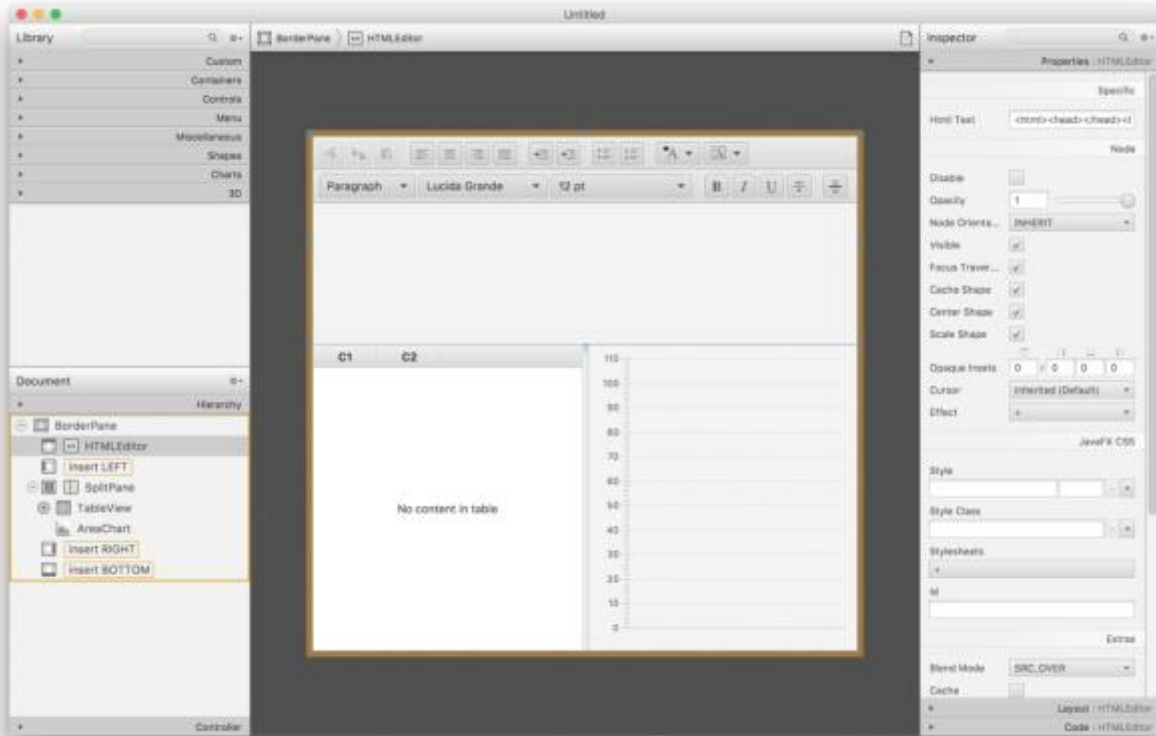 Untitled
Library
Custom
Containers
Controls
Menu
Miscellaneous
Shapes
Charts
3D
Document
Hierarchy
BorderPane
HTMLEditor
insert LEFT
SplitPane
TableView
AreaChart
insert RIGHT
insert BOTTOM
Controller
BorderPane HTMLEditor
Paragraph Lucida Grande 12 pt B I U
C1 C2
No content in table
110
100
90
80
70
60
50
40
30
20
10
0
Inspector
Properties : HTMLEditor
Specific
Html Text <html><head></head><
Node
Disable
Opacity 1
Node Orienta... INHERIT
Visible
Focus Traver...
Cache Shape
Center Shape
Scale Shape
Opaque Insets 0 0 0 0
Cursor Inherited (Default)
Effect +
JavaFX CSS
Style
Style Class
Stylesheets
+
Id
Extras
Blend Mode SRC_OVER
Cache
Layout : HTMLEditor
Code : HTMLEditor